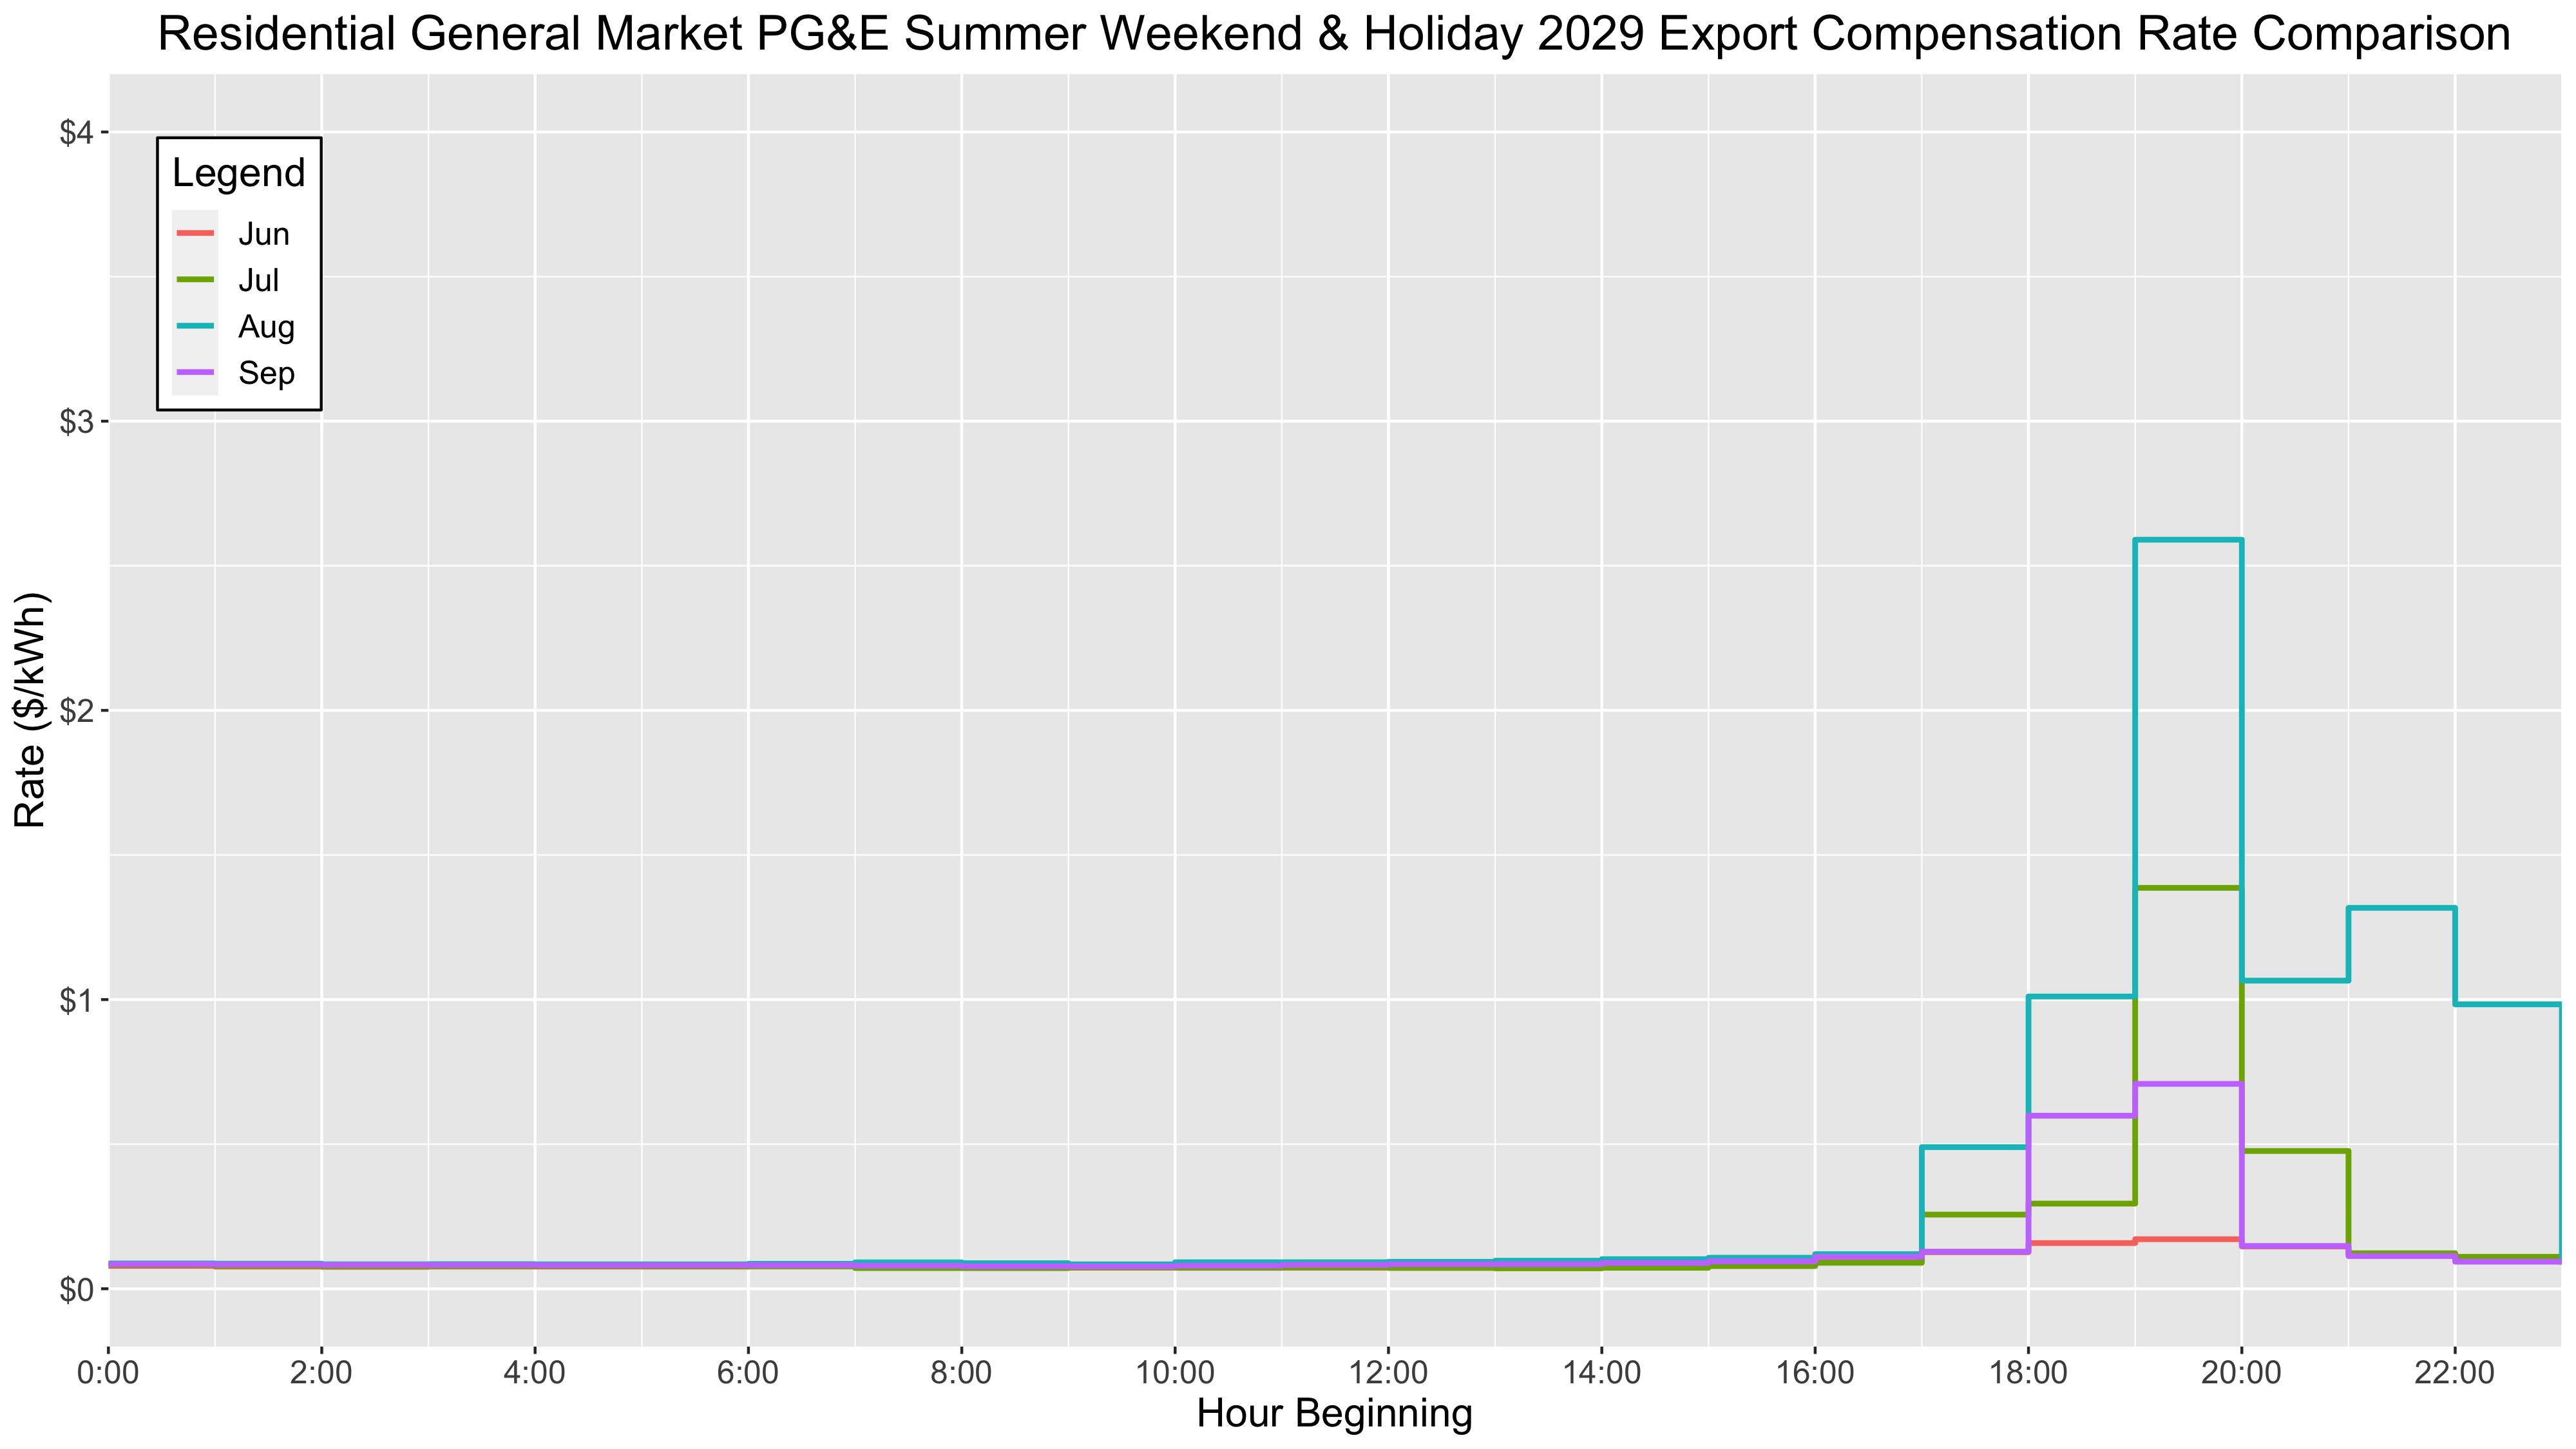 Residential General Market PG&E Summer Weekend & Holiday 2029 Export Compensation Rate Comparison
$4
Legend
Jun
Jul
Aug
Sep
$3
$2
$1
$0
Rate ($/kWh)
0:00 2:00 4:00 6:00 8:00 10:00 12:00 14:00 16:00 18:00 20:00 22:00
Hour Beginning